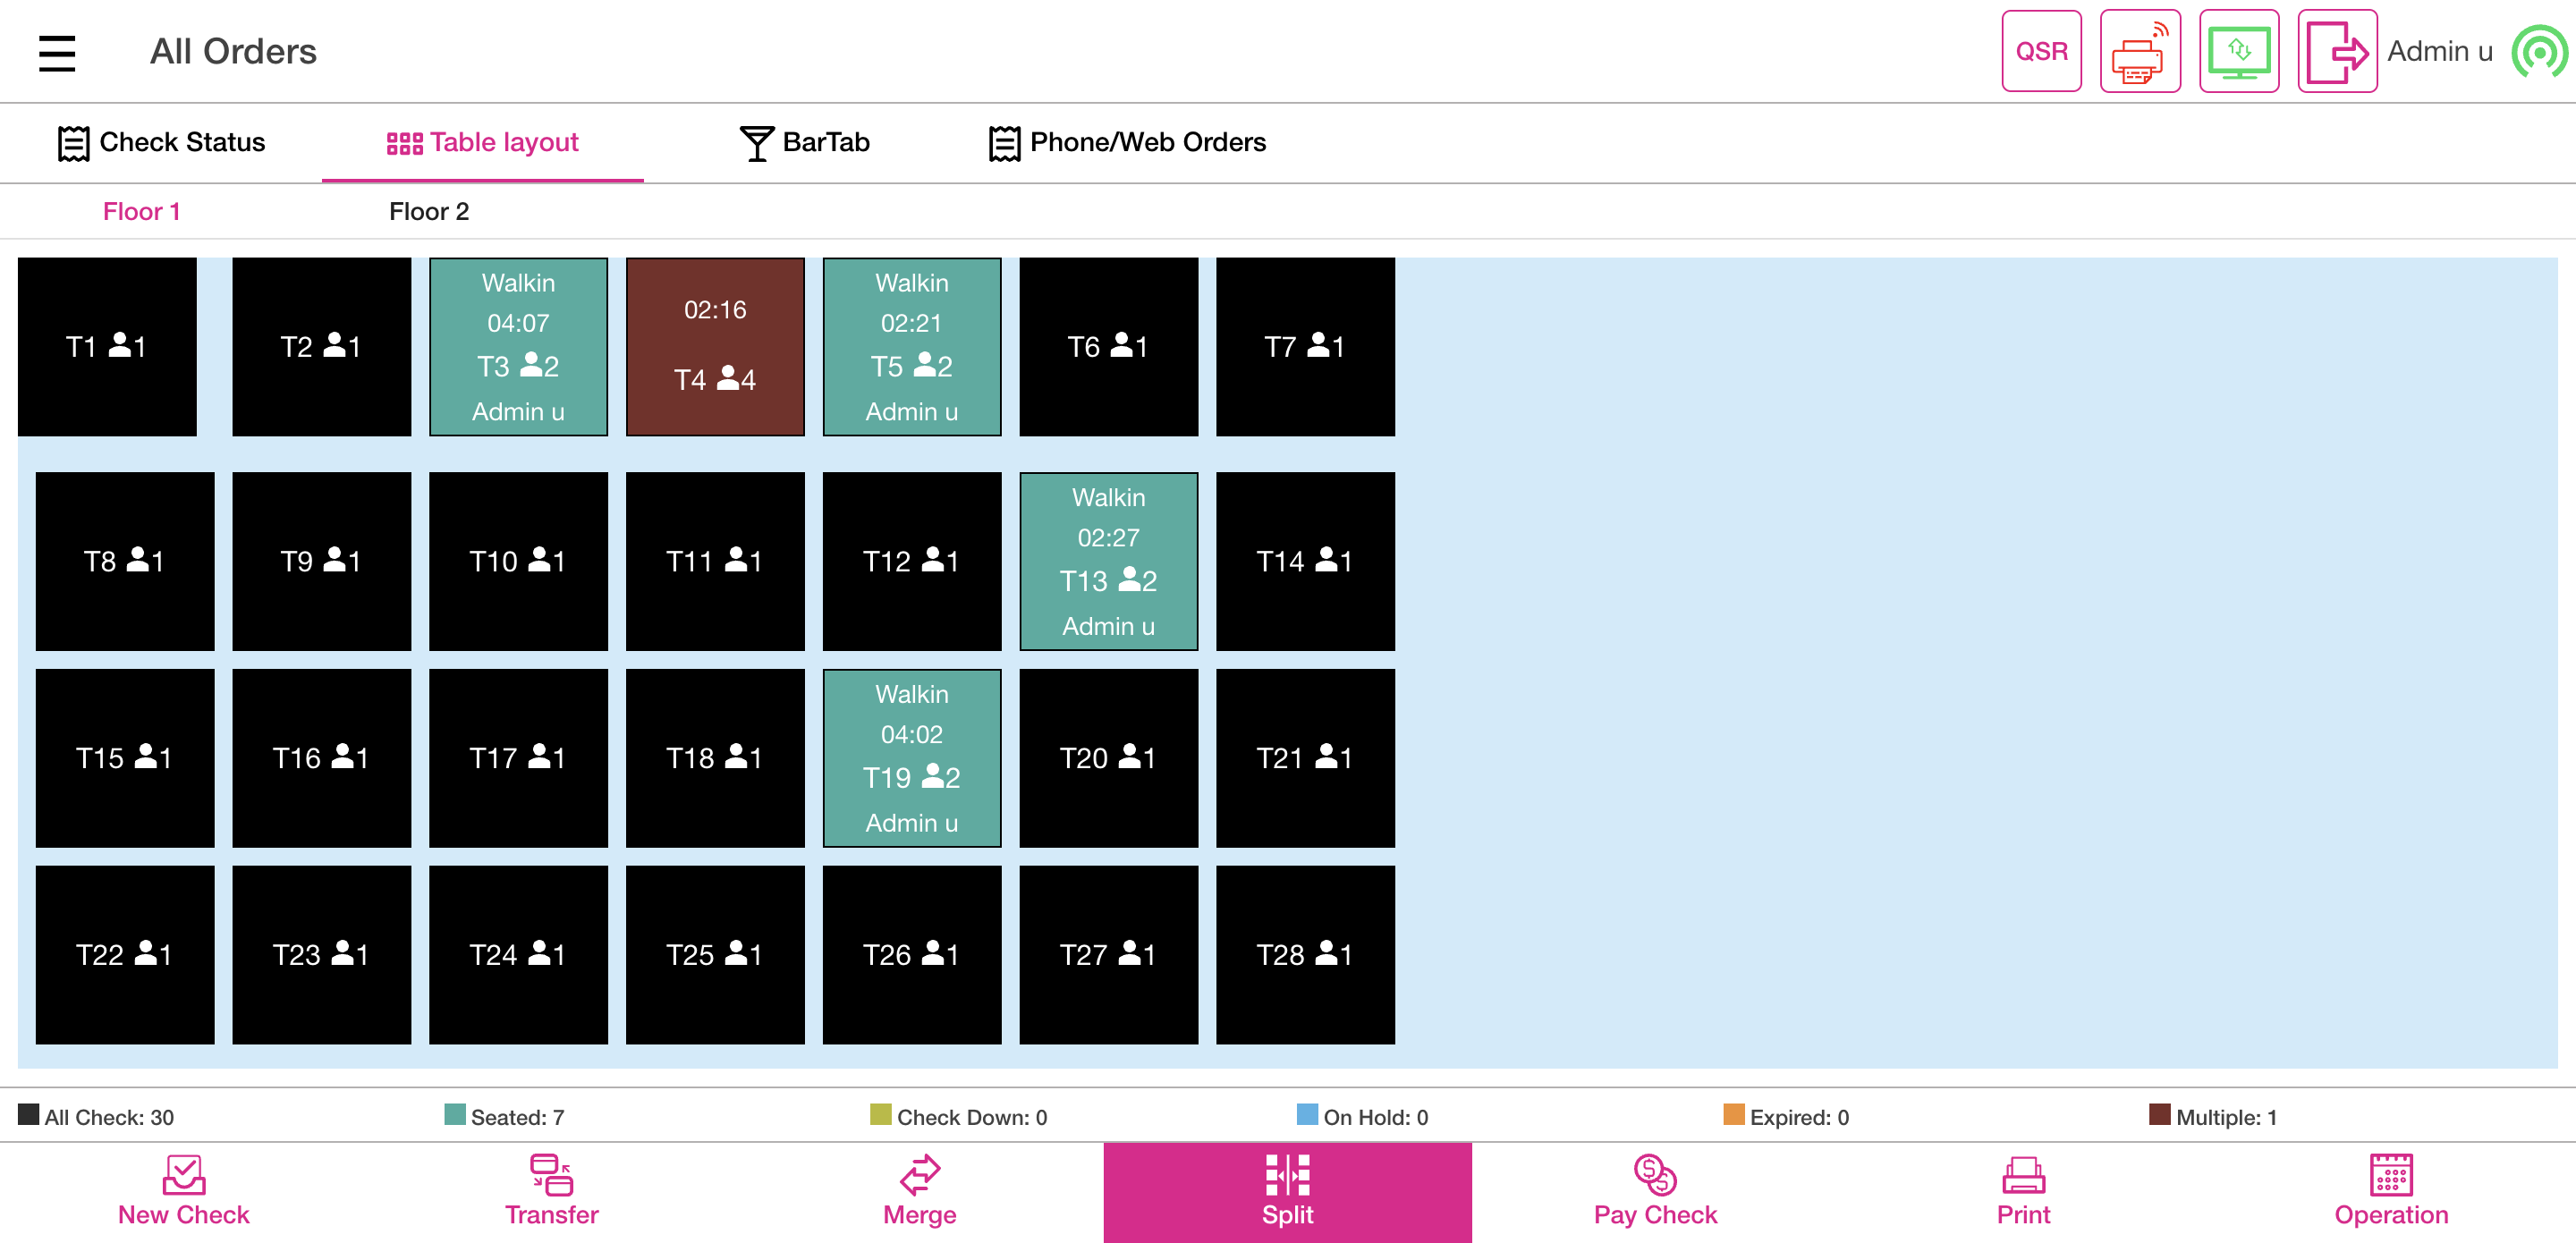 All Orders
QSR
Admin u
Check Status
Table layout
BarTab
Phone/Web Orders
Floor 1
Floor 2
T1 1
T2 1
Walkin
04:07
T3 2
Admin u
02:16
T4 4
Walkin
02:21
T5 2
Admin u
T6 1
T7 1
T8 1
T9 1
T10 1
T11 1
T12 1
Walkin
02:27
T13 2
Admin u
T14 1
T15 1
T16 1
T17 1
T18 1
Walkin
04:02
T19 2
Admin u
T20 1
T21 1
T22 1
T23 1
T24 1
T25 1
T26 1
T27 1
T28 1
All Check: 30
Seated: 7
Check Down: 0
On Hold: 0
Expired: 0
Multiple: 1
New Check
Transfer
Merge
Split
Pay Check
Print
Operation